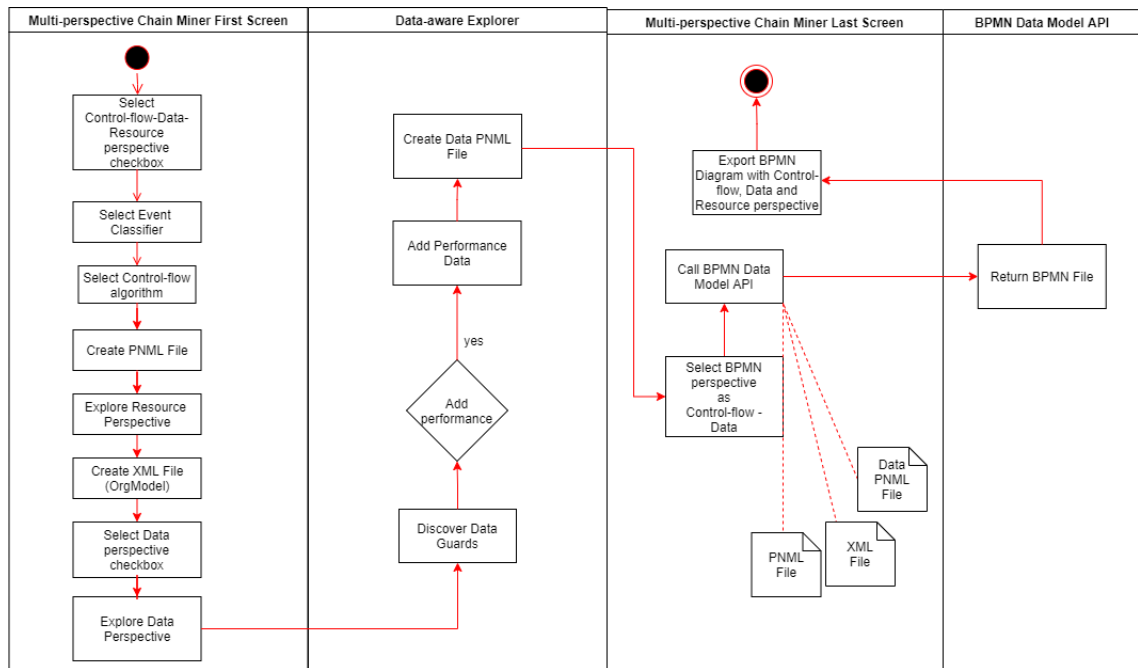 Multi-perspective Chain Miner First Screen
Data-aware Explorer
Multi-perspective Chain Miner Last Screen
BPMN Data Model API
Select
Control-flow-Data-
Resource
perspective
checkbox
Select Event
Classifier
Select Control-flow
algorithm
Create PNML File
Explore Resource
Perspective
Create XML File
(OrgModel)
Select Data
perspective
checkbox
Explore Data
Perspective
Create Data PNML
File
Add Performance
Data
yes
Add
performance
Discover Data
Guards
Export BPMN
Diagram with Control-
flow, Data and
Resource perspective
Call BPMN Data
Model API
Select BPMN
perspective
as
Control-flow -
Data
Data
PNML
File
XML
File
PNML
File
Return BPMN File